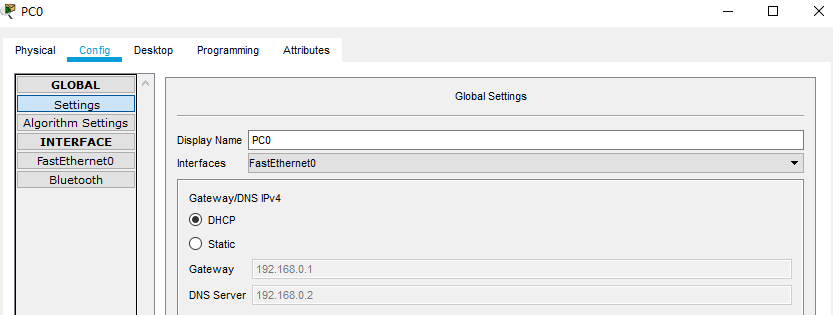 PC0
Physical Config Desktop Programming Attributes
GLOBAL
Settings
Algorithm Settings
INTERFACE
FastEthernet0
Bluetooth
Global Settings
Display Name PC0
Interfaces FastEthernet0
Gateway/DNS IPv4
DHCP
Static
Gateway 192.168.0.1
DNS Server 192.168.0.2